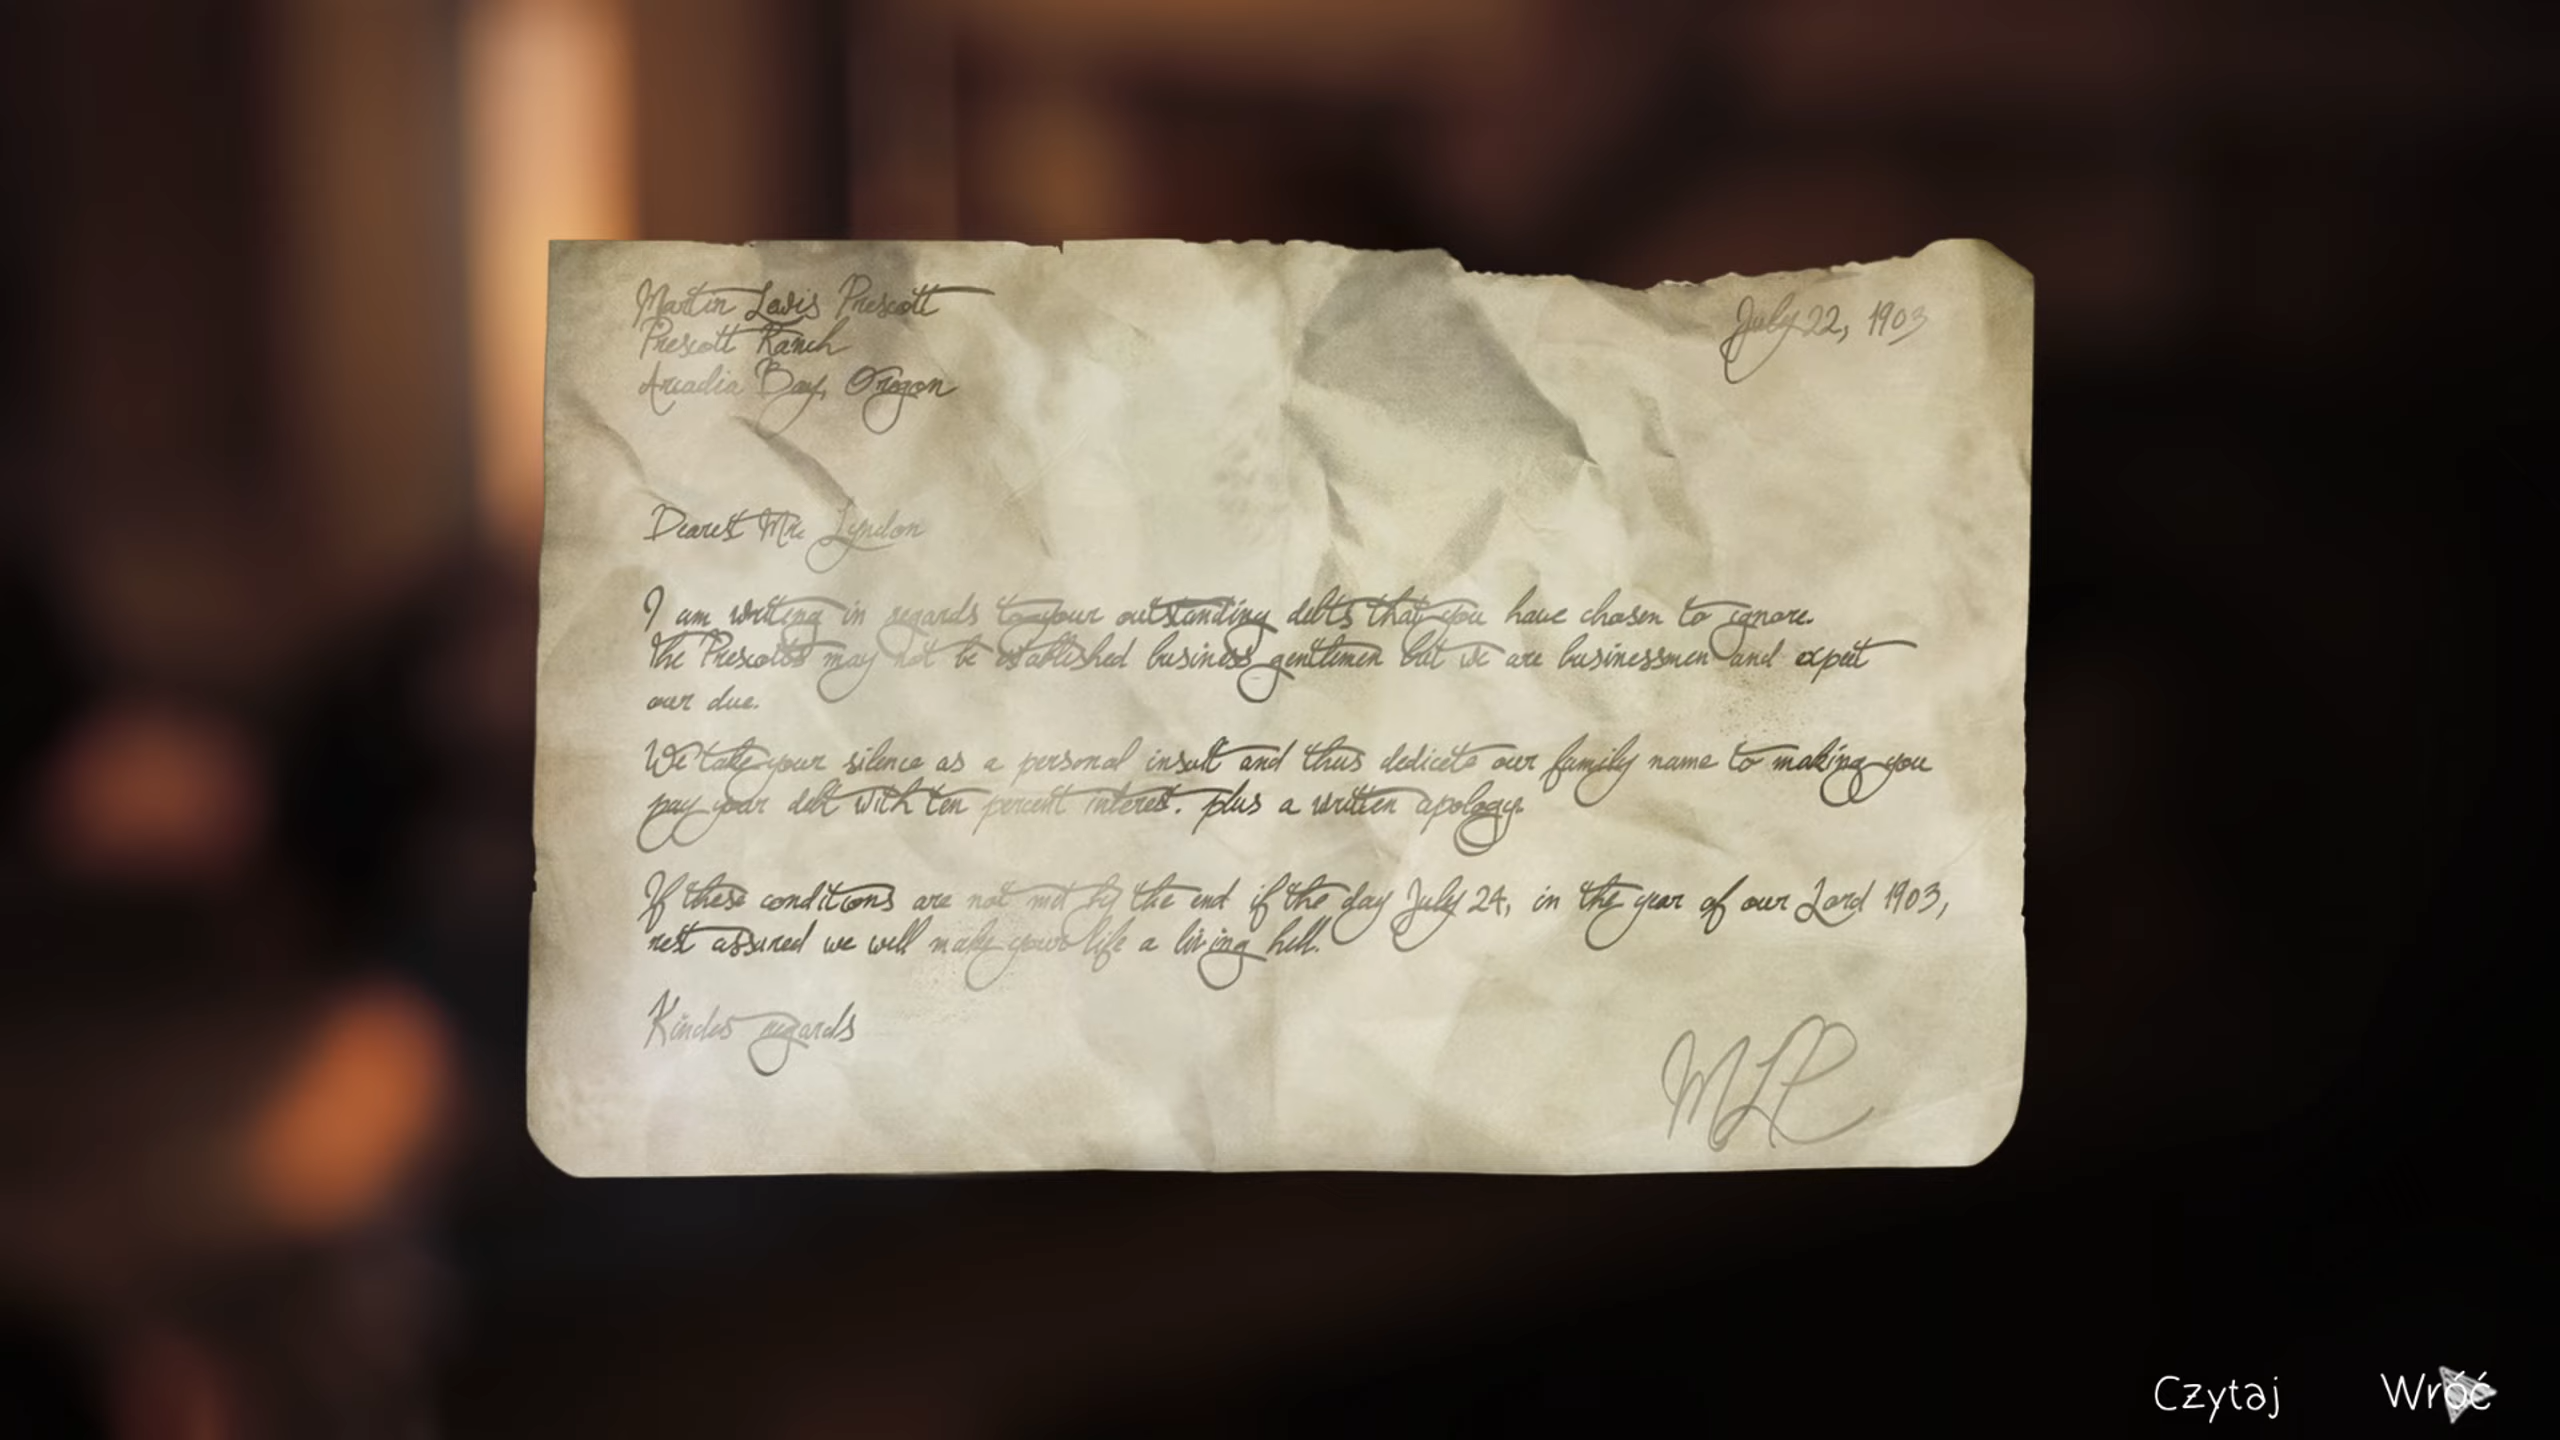 Martin Lewis Prescott
Prescott Ranch
Arcadia Bay, Oregon
July 22, 1903
Dearest Mr. Lyndon
I am writing in regards to your outstanding debts that you have chosen to ignore.
The Prescotts may not be established business gentlemen but we are businessmen and expect
our due.
We take your silence as a personal insult and thus dedicate our family name to making you
pay your debt with ten percent interest. plus a written apology.
If these conditions are not met by the end if the day July 24, in the year of our Lord 1903,
rest assured we will make your life a living hell.
Kindes regards
MLP
Czytaj
Wróć